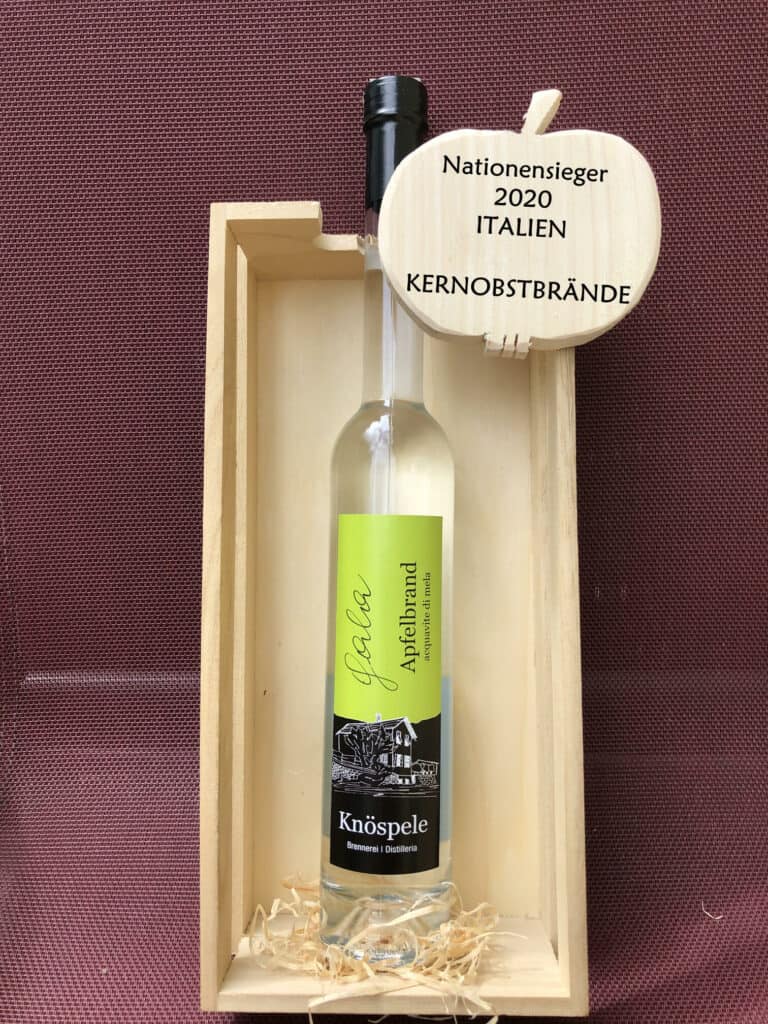 Nationensieger
2020
ITALIEN
KERNOBSTBRÄNDE
Gala
Apfelbrand
acquavite di mela
Knöspele
Brennerei | Distilleria